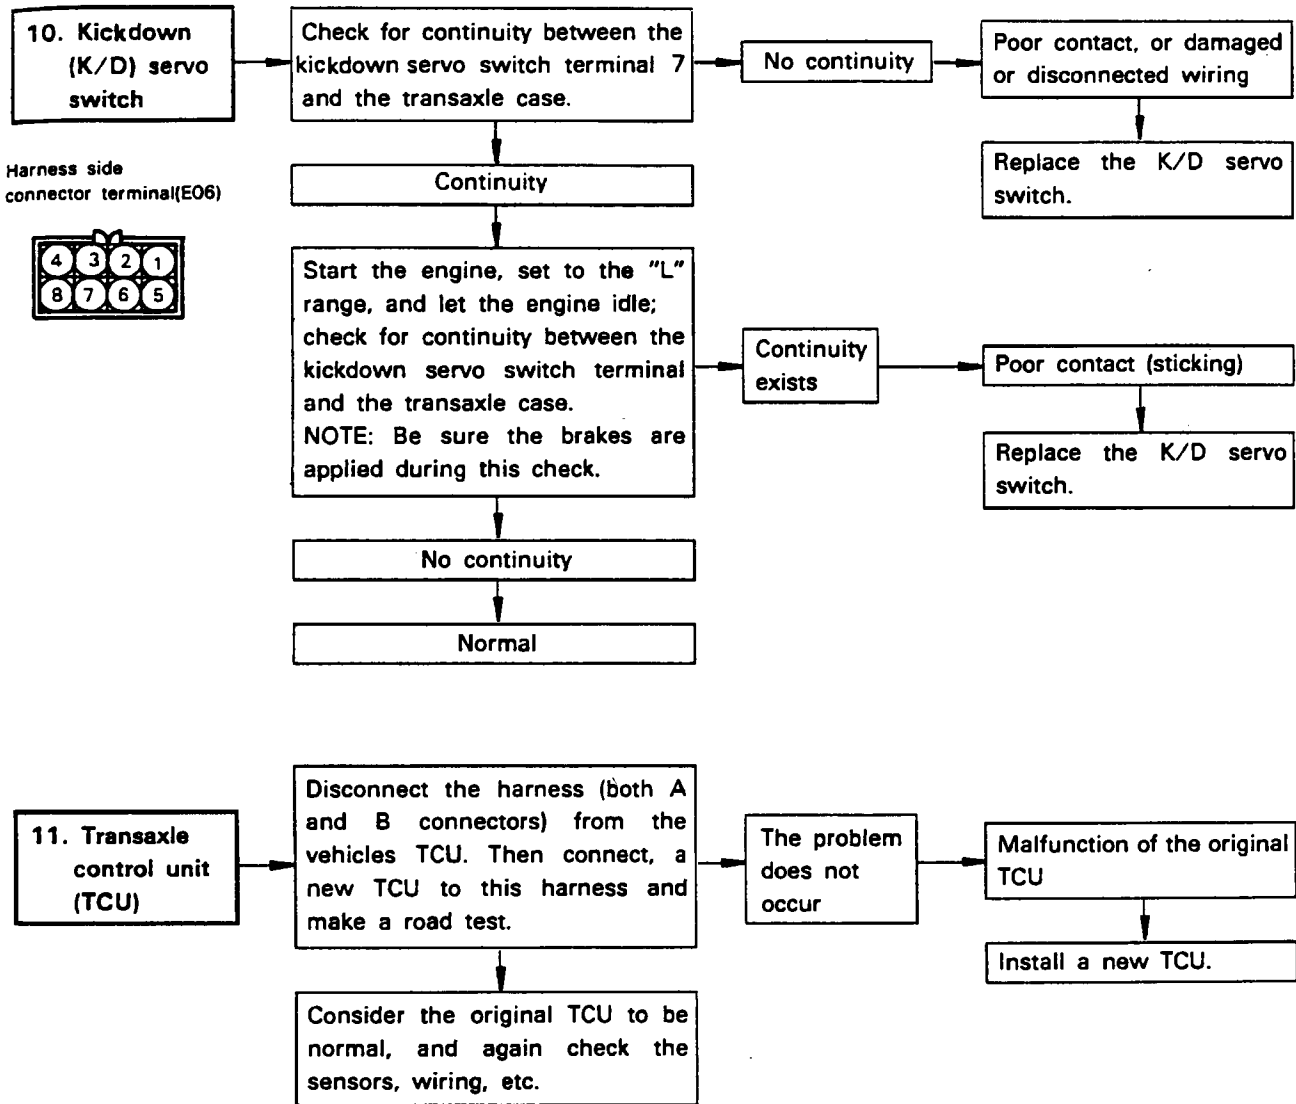 10. Kickdown
(K/D) servo
switch
Check for continuity between the
kickdown servo switch terminal 7
and the transaxle case.
No continuity
Poor contact, or damaged
or disconnected wiring
Replace the K/D servo
switch.
Harness side
connector terminal(E06)
4 3 2 1
8 7 6 5
Continuity
Start the engine, set to the "L"
range, and let the engine idle;
check for continuity between the
kickdown servo switch terminal
and the transaxle case.
NOTE: Be sure the brakes are
applied during this check.
Continuity
exists
Poor contact (sticking)
Replace the K/D servo
switch.
No continuity
Normal
11. Transaxle
control unit
(TCU)
Disconnect the harness (both A
and B connectors) from the
vehicles TCU. Then connect, a
new TCU to this harness and
make a road test.
The problem
does not
occur
Malfunction of the original
TCU
Install a new TCU.
Consider the original TCU to be
normal, and again check the
sensors, wiring, etc.